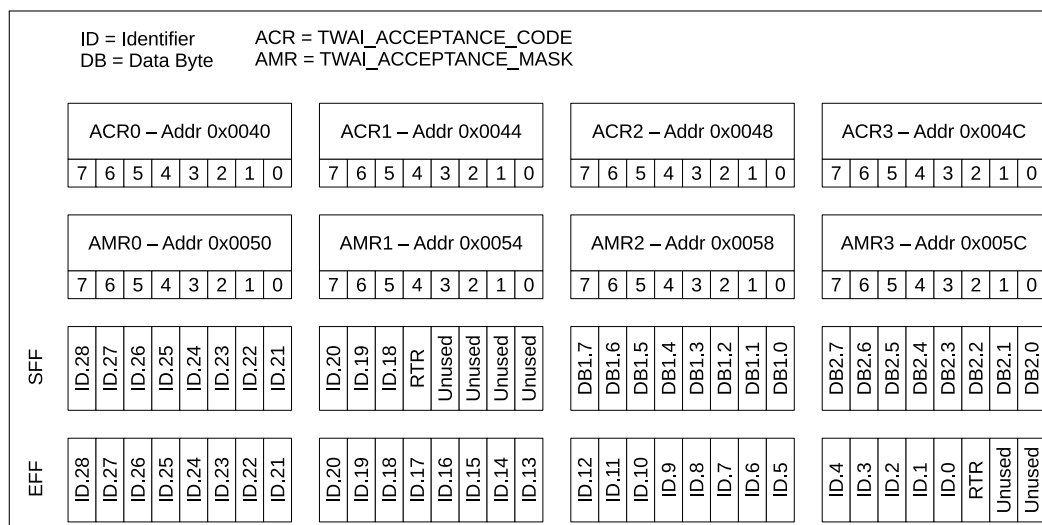 ID = Identifier ACR = TWAI_ACCEPTANCE_CODE
DB = Data Byte AMR = TWAI_ACCEPTANCE_MASK
ACR0 – Addr 0x0040 ACR1 – Addr 0x0044 ACR2 – Addr 0x0048 ACR3 – Addr 0x004C
7 6 5 4 3 2 1 0 7 6 5 4 3 2 1 0 7 6 5 4 3 2 1 0 7 6 5 4 3 2 1 0
AMR0 – Addr 0x0050 AMR1 – Addr 0x0054 AMR2 – Addr 0x0058 AMR3 – Addr 0x005C
7 6 5 4 3 2 1 0 7 6 5 4 3 2 1 0 7 6 5 4 3 2 1 0 7 6 5 4 3 2 1 0
SFF ID.28 ID.27 ID.26 ID.25 ID.24 ID.23 ID.22 ID.21 ID.20 ID.19 ID.18 RTR Unused Unused Unused Unused DB1.7 DB1.6 DB1.5 DB1.4 DB1.3 DB1.2 DB1.1 DB1.0 DB2.7 DB2.6 DB2.5 DB2.4 DB2.3 DB2.2 DB2.1 DB2.0
EFF ID.28 ID.27 ID.26 ID.25 ID.24 ID.23 ID.22 ID.21 ID.20 ID.19 ID.18 ID.17 ID.16 ID.15 ID.14 ID.13 ID.12 ID.11 ID.10 ID.9 ID.8 ID.7 ID.6 ID.5 ID.4 ID.3 ID.2 ID.1 ID.0 RTR Unused Unused